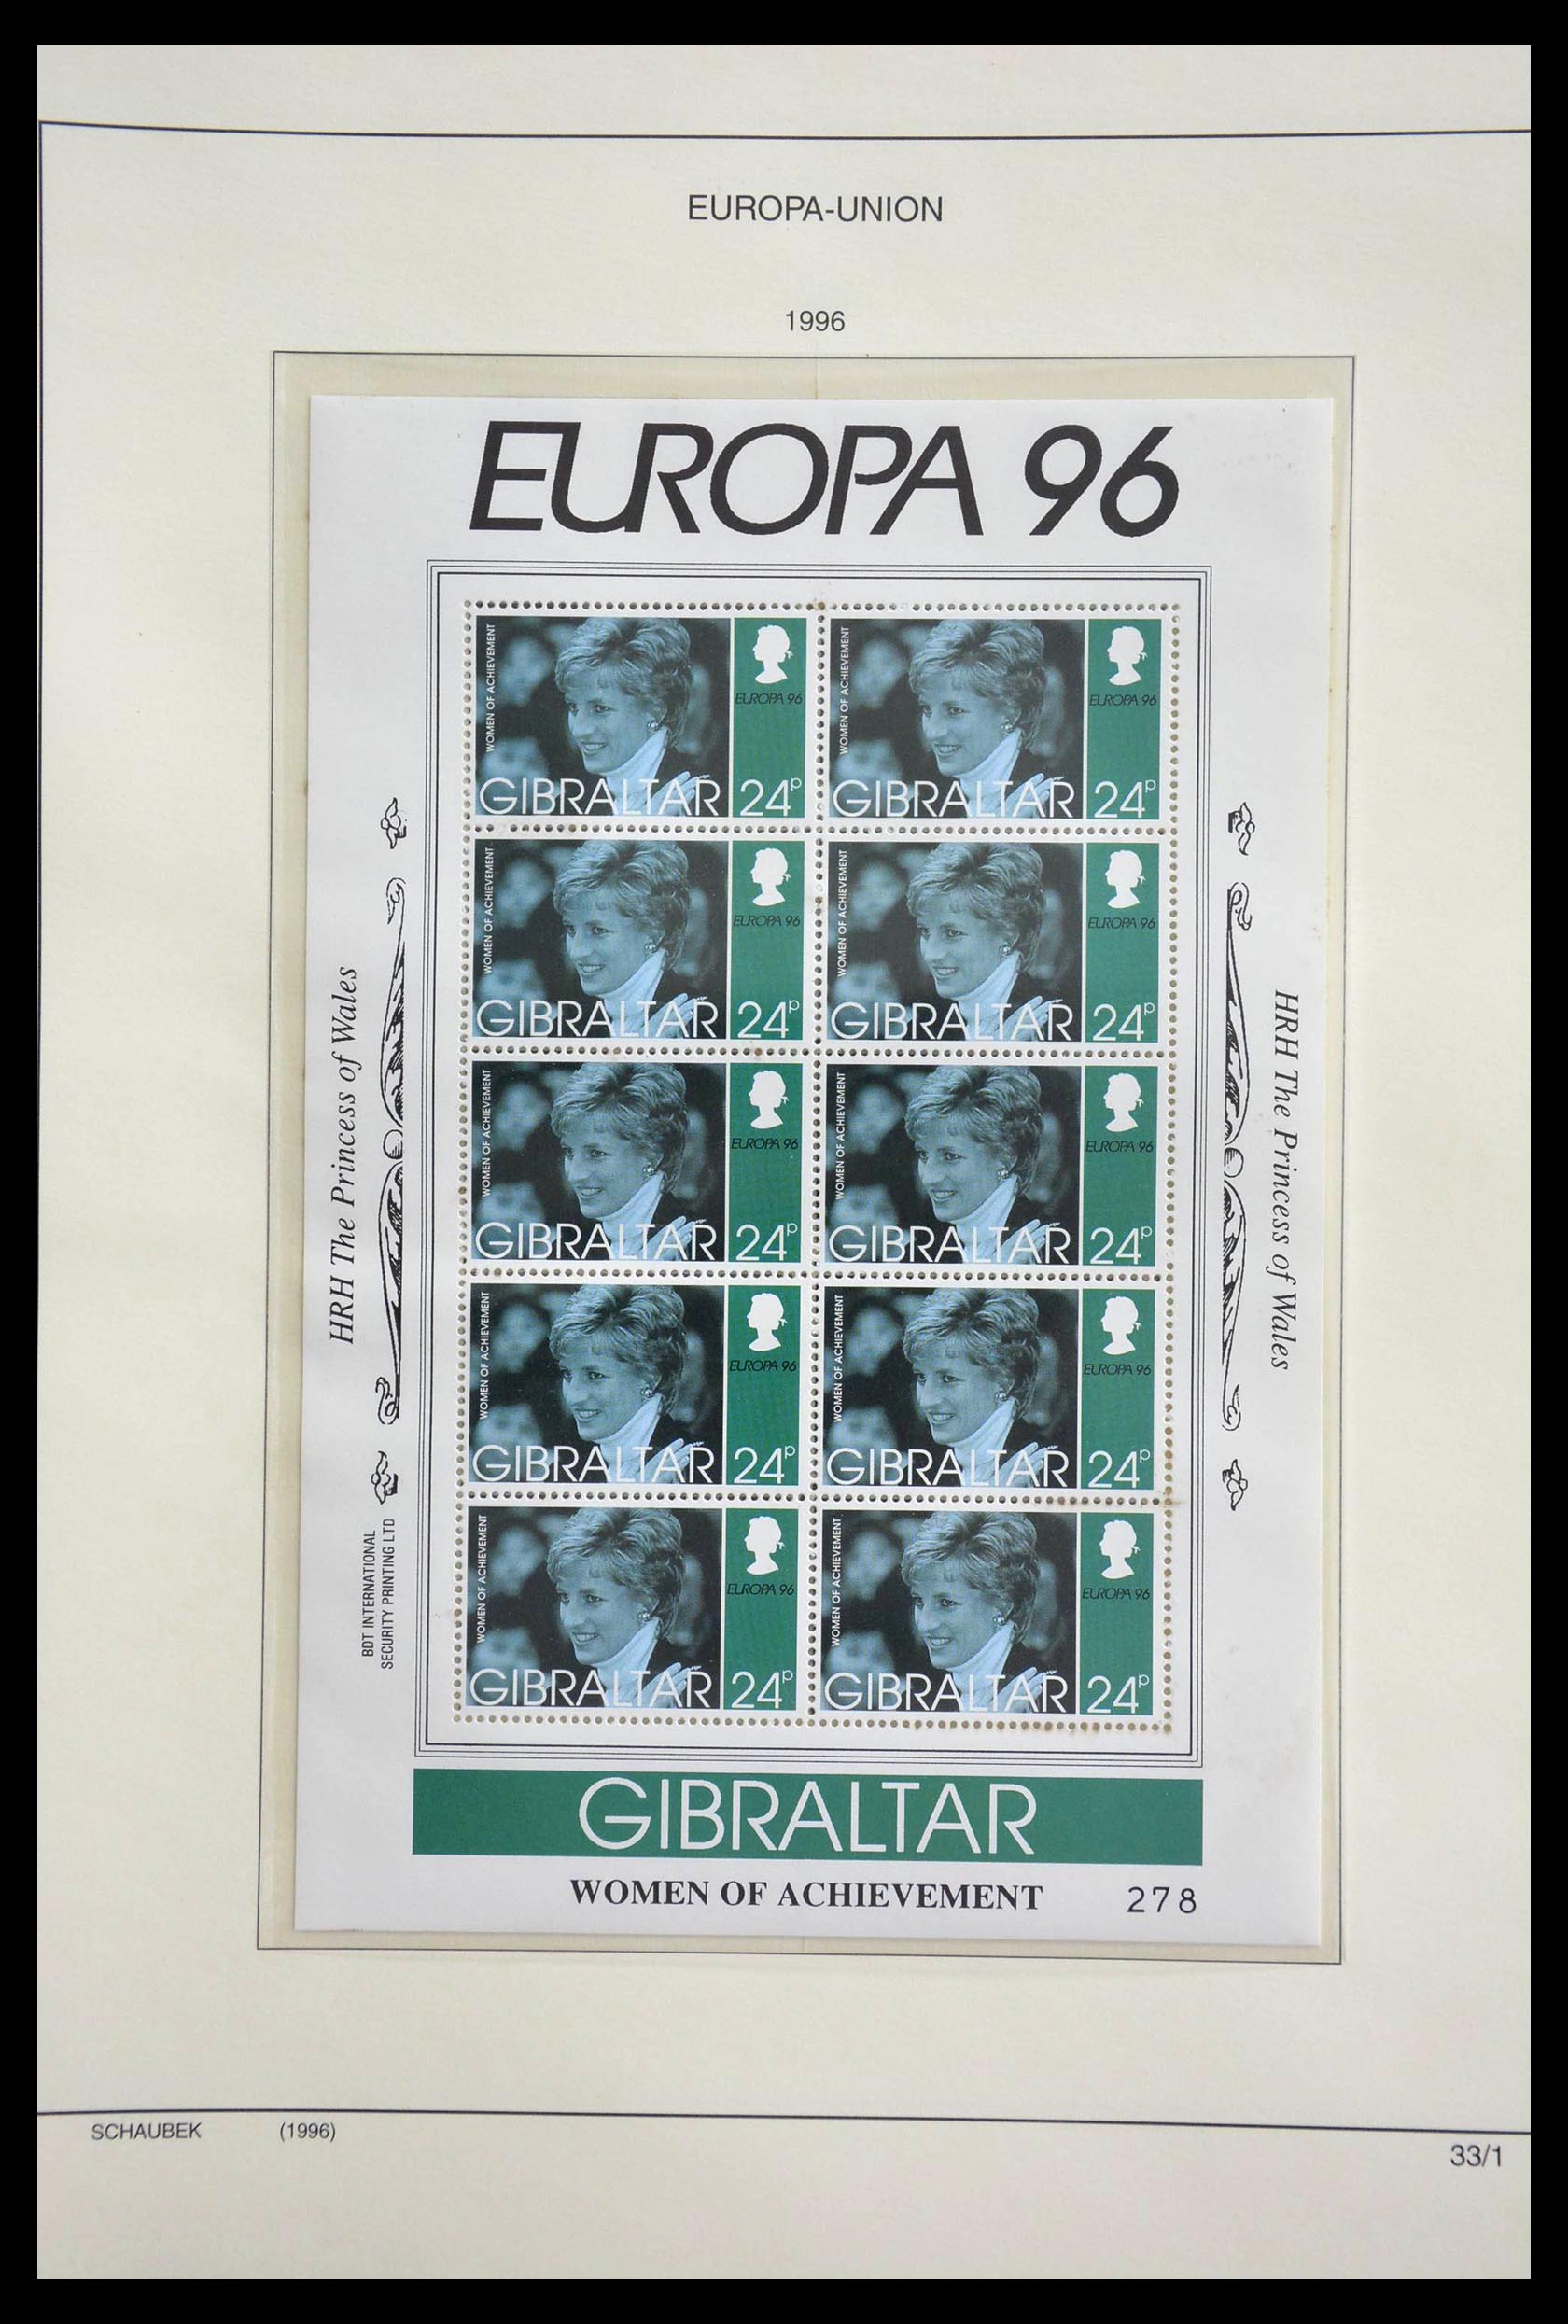 EUROPA-UNION
1996
EUROPA 96
WOMEN OF ACHIEVEMENT
EUROPA 96
GIBRALTAR 24p
WOMEN OF ACHIEVEMENT
EUROPA 96
GIBRALTAR 24p
WOMEN OF ACHIEVEMENT
EUROPA 96
GIBRALTAR 24p
WOMEN OF ACHIEVEMENT
EUROPA 96
GIBRALTAR 24p
WOMEN OF ACHIEVEMENT
EUROPA 96
GIBRALTAR 24p
WOMEN OF ACHIEVEMENT
EUROPA 96
GIBRALTAR 24p
WOMEN OF ACHIEVEMENT
EUROPA 96
GIBRALTAR 24p
WOMEN OF ACHIEVEMENT
EUROPA 96
GIBRALTAR 24p
WOMEN OF ACHIEVEMENT
EUROPA 96
GIBRALTAR 24p
WOMEN OF ACHIEVEMENT
EUROPA 96
GIBRALTAR 24p
HRH The Princess of Wales
HRH The Princess of Wales
BDT INTERNATIONAL
SECURITY PRINTING LTD
GIBRALTAR
WOMEN OF ACHIEVEMENT 278
SCHAUBEK (1996)
33/1